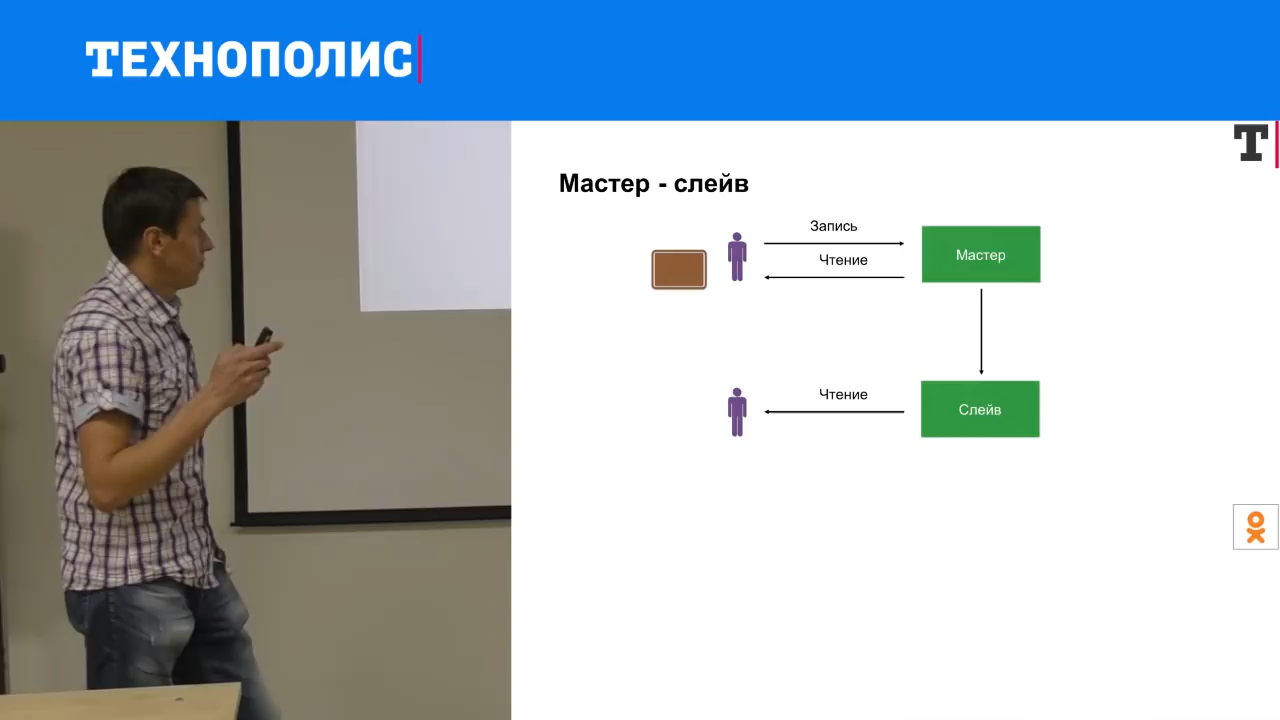 ТЕХНОПОЛИС
Т
Мастер - слейв
Запись
Чтение
Мастер
Чтение
Слейв